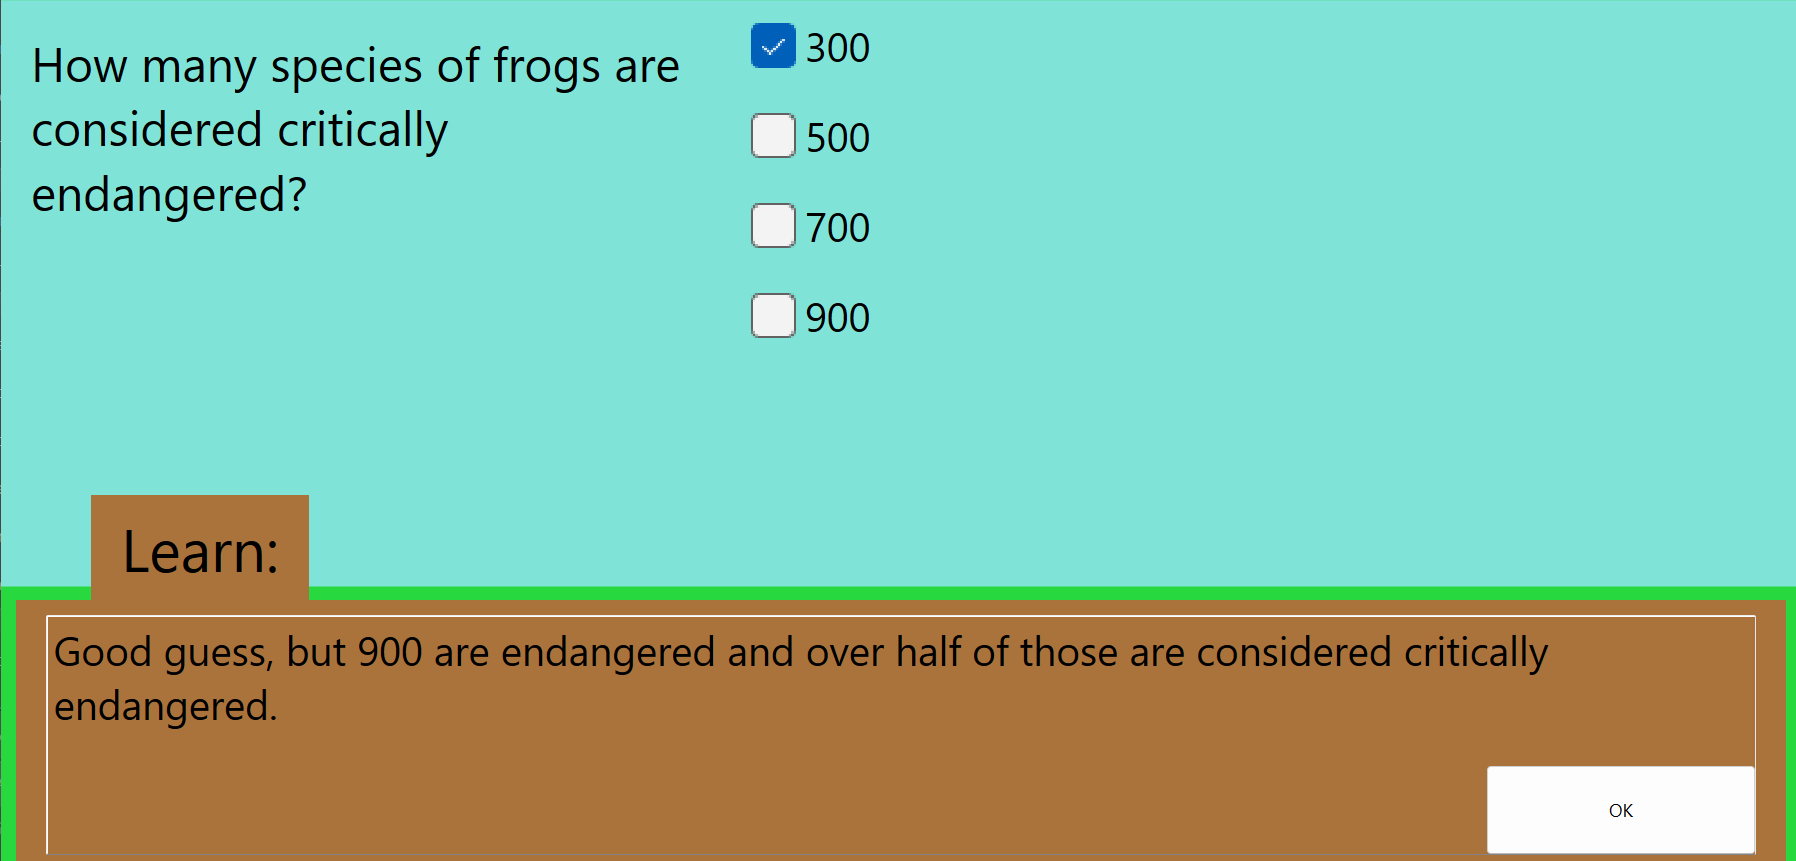 How many species of frogs are
considered critically
endangered?
300
500
700
900
Learn:
Good guess, but 900 are endangered and over half of those are considered critically
endangered.
OK